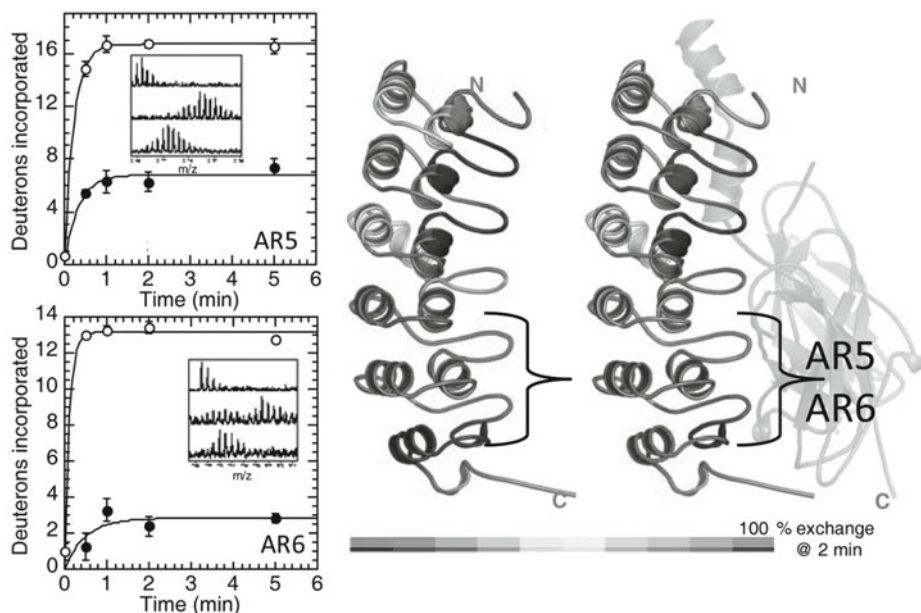 Deuterons incorporated
16
12
8
4
0
m/z
AR5
0 1 2 3 4 5 6
Time (min)
Deuterons incorporated
14
12
10
8
6
4
2
0
m/z
AR6
0 1 2 3 4 5 6
Time (min)
N
C
N
AR5
AR6
C
100 % exchange
@ 2 min